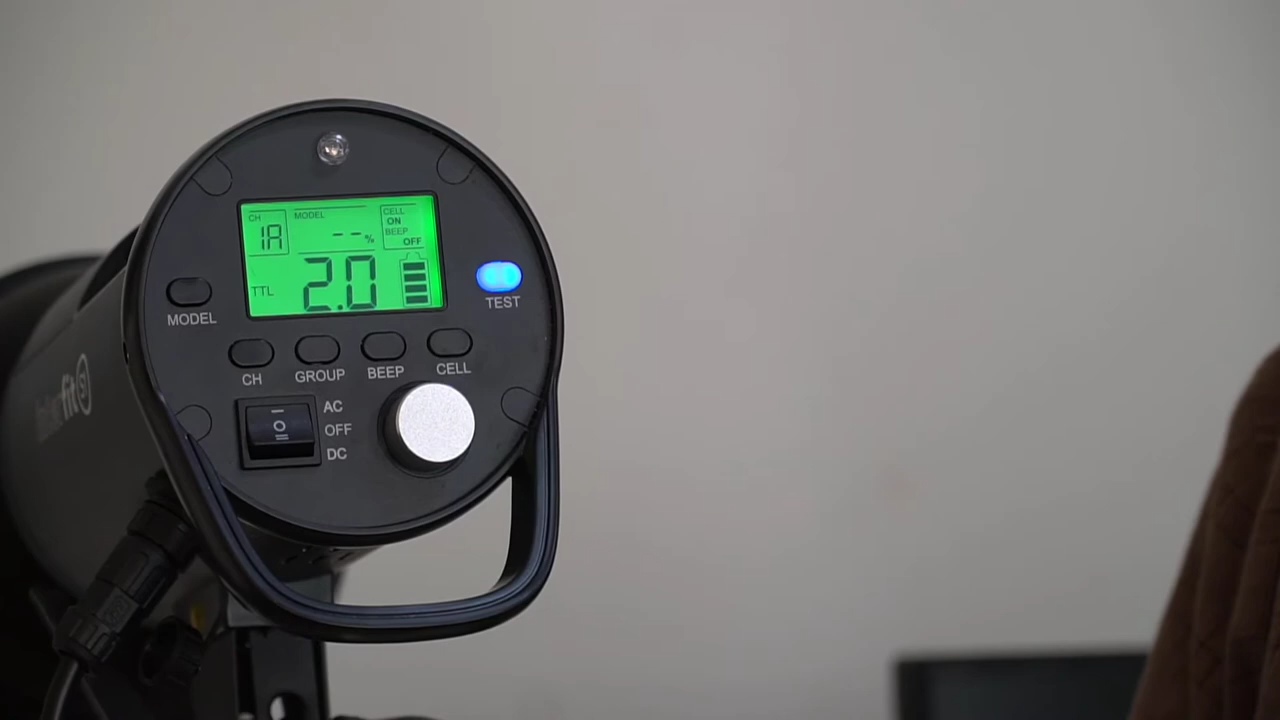 CH MODEL CELL
ON
1A --% BEEP
OFF
TTL 2.0
MODEL
TEST
CH GROUP BEEP CELL
AC
OFF
DC
fit